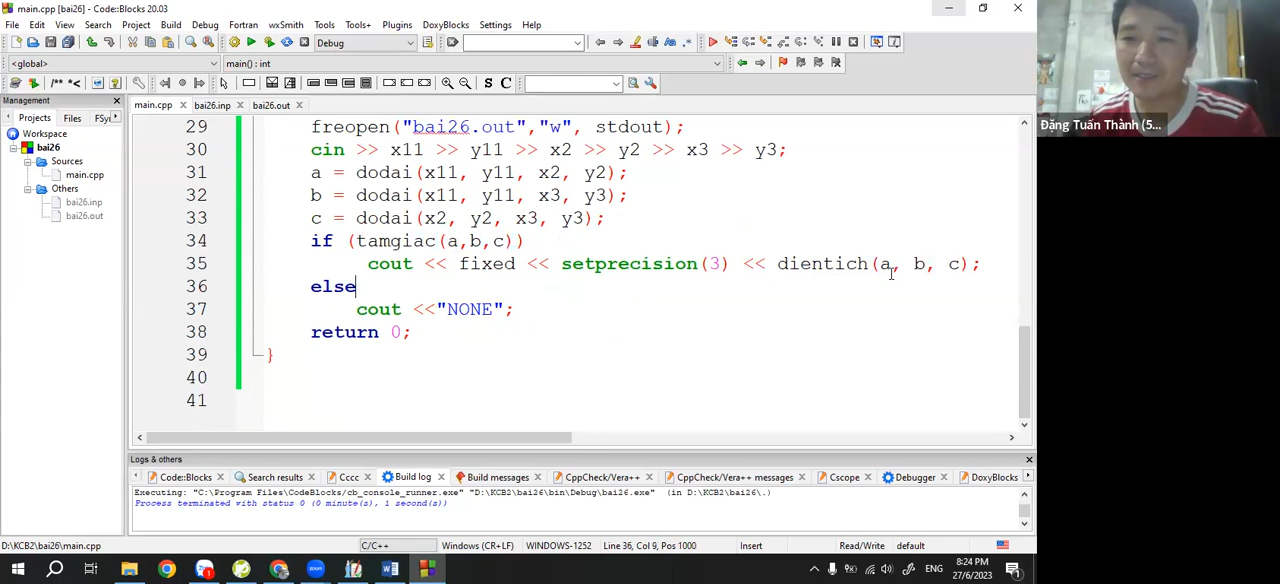 main.cpp [bai26] - Code::Blocks 20.03
File Edit View Search Project Build Debug Fortran wxSmith Tools Tools+ Plugins DoxyBlocks Settings Help
Debug
<global> main() : int
/** *< S C
Management
Projects Files FSy
Workspace
bai26
Sources
main.cpp
Others
bai26.inp
bai26.out
main.cpp bai26.inp bai26.out
29 freopen("bai26.out","w", stdout);
30 cin >> x11 >> y11 >> x2 >> y2 >> x3 >> y3;
31 a = dodai(x11, y11, x2, y2);
32 b = dodai(x11, y11, x3, y3);
33 c = dodai(x2, y2, x3, y3);
34 if (tamgiac(a,b,c))
35 cout << fixed << setprecision(3) << dientich(a, b, c);
36 else
37 cout <<"NONE";
38 return 0;
39 }
40
41
Đặng Tuấn Thành (5...
Logs & others
Code::Blocks Search results Cccc Build log Build messages CppCheck/Vera++ CppCheck/Vera++ messages Cscope Debugger DoxyBlocks
Executing: "C:\Program Files\CodeBlocks/cb_console_runner.exe" "D:\KCB2\bai26\bin\Debug\bai26.exe" (in D:\KCB2\bai26\.)
Process terminated with status 0 (0 minute(s), 1 second(s))
D:\KCB2\bai26\main.cpp C/C++ Windows (CR+LF) WINDOWS-1252 Line 36, Col 9, Pos 1000 Insert Read/Write default
ENG
8:24 PM
27/6/2023